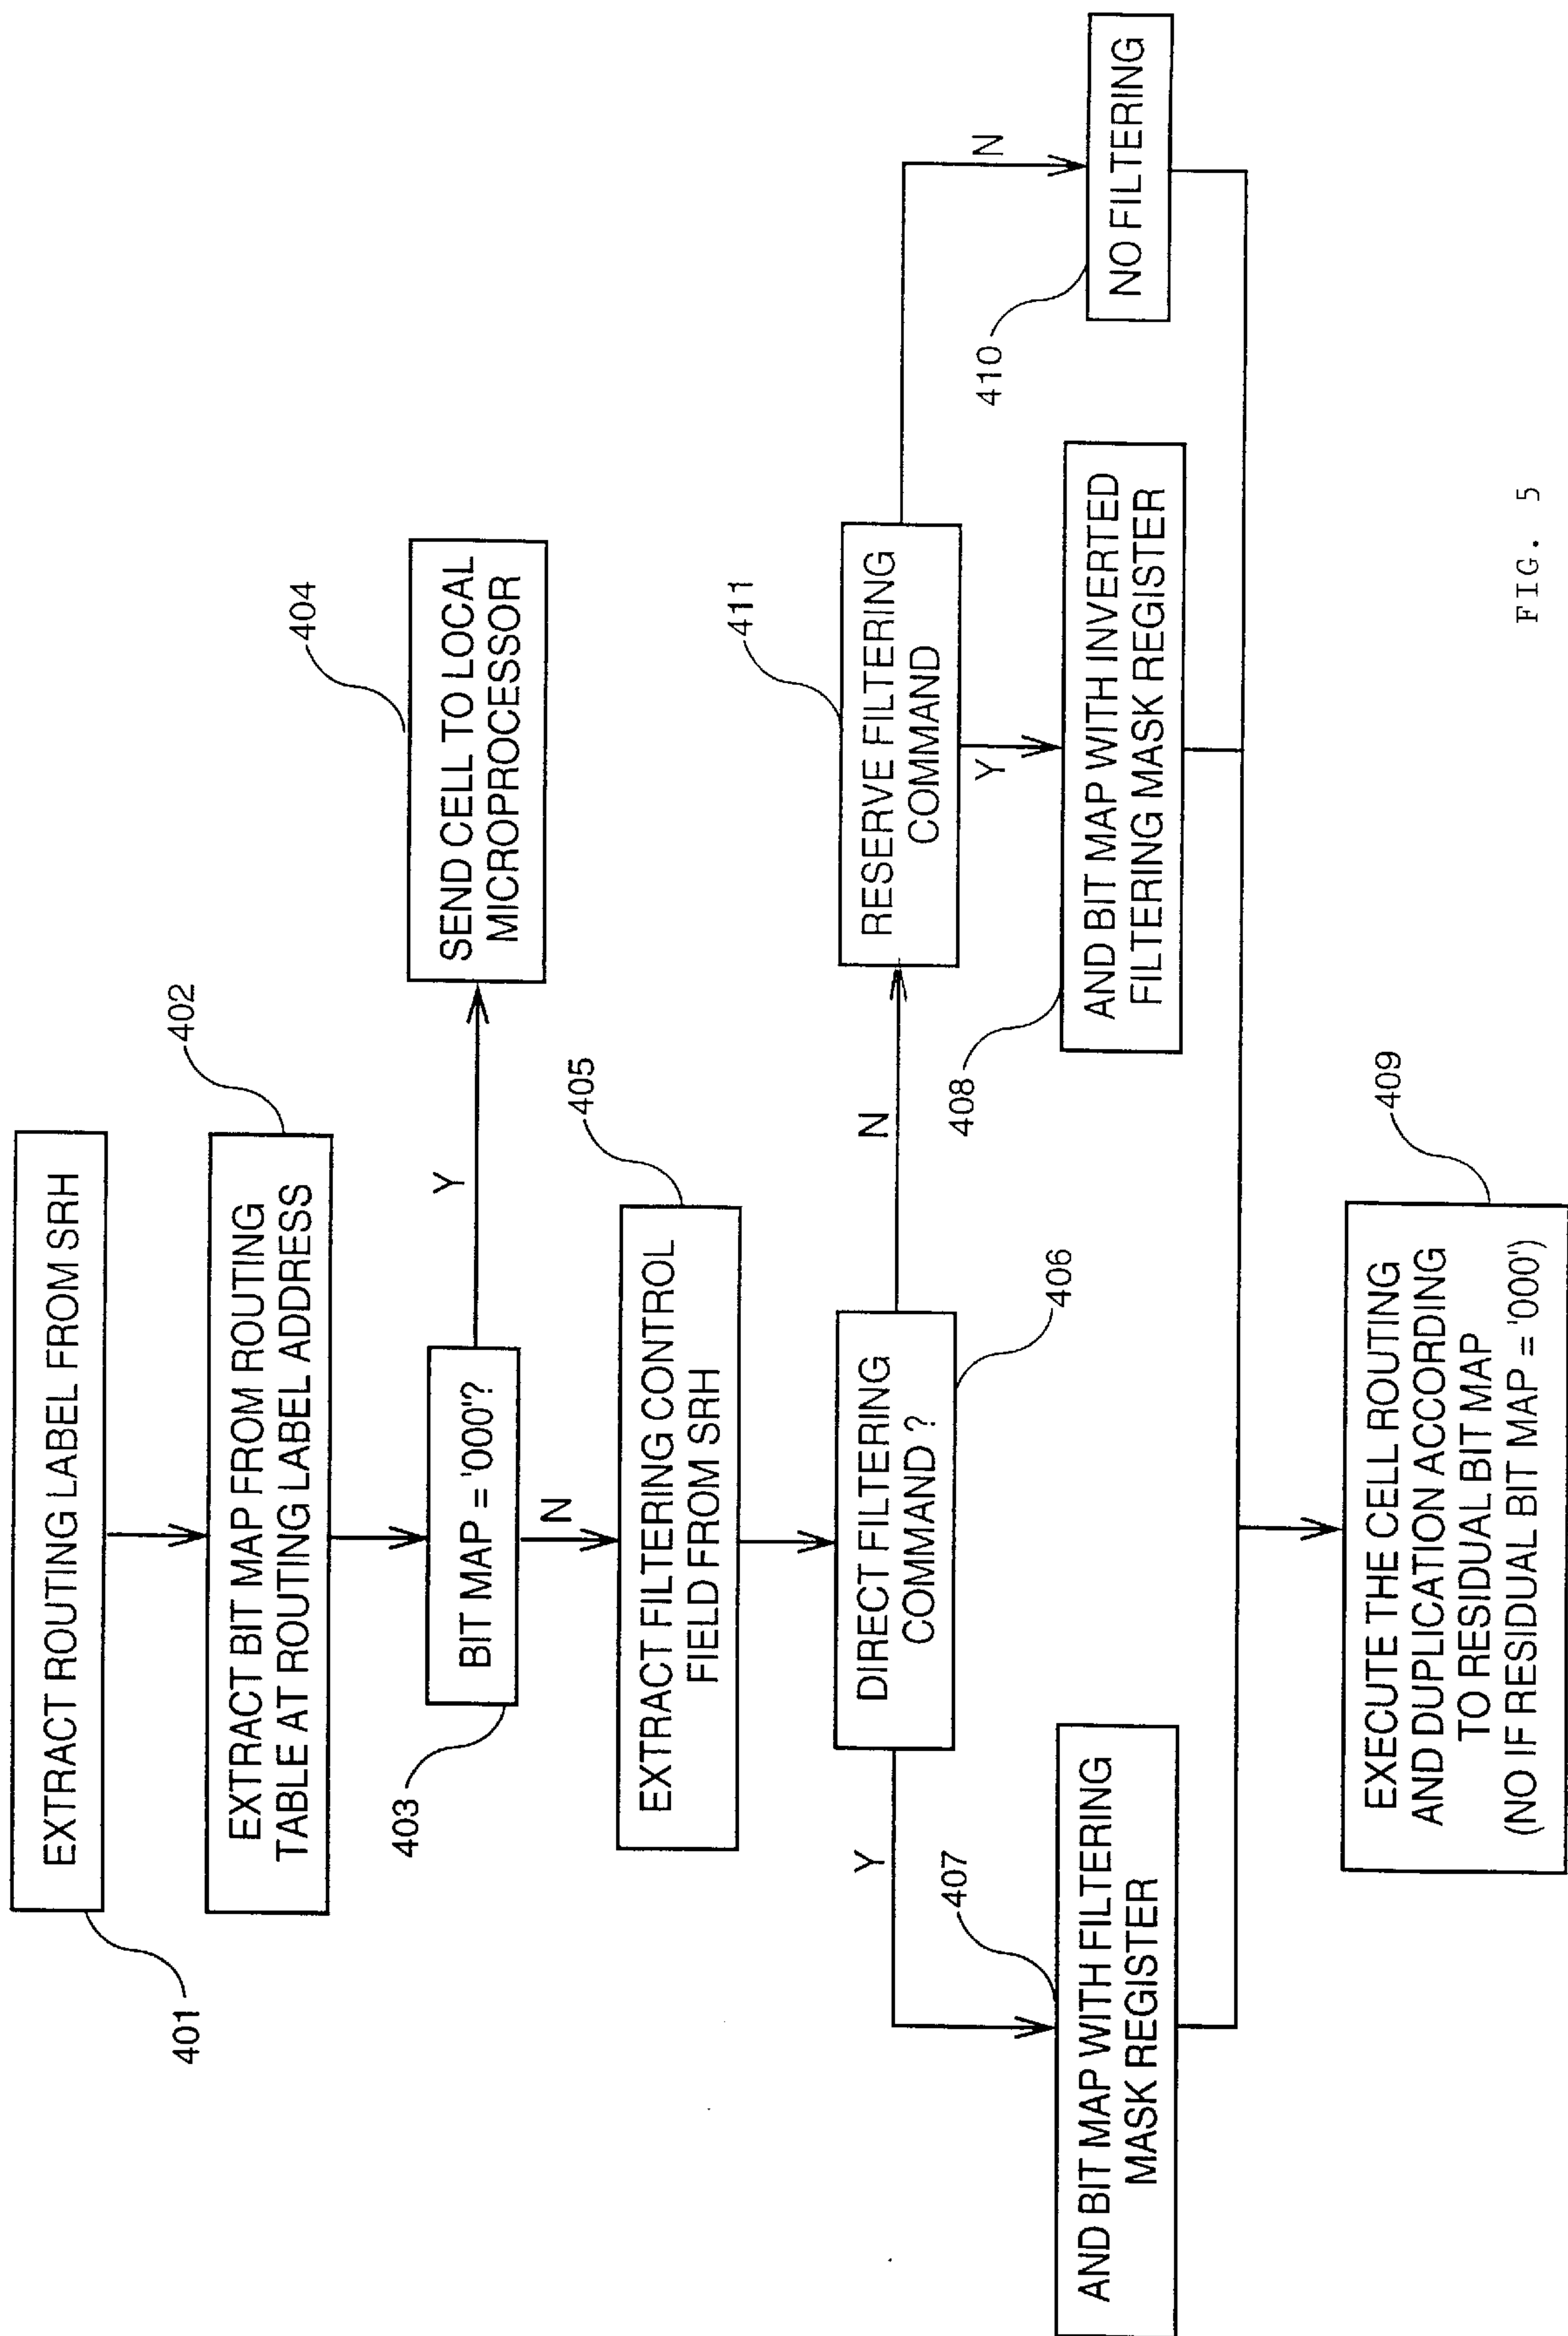 EXTRACT ROUTING LABEL FROM SRH
401
EXTRACT BIT MAP FROM ROUTING
TABLE AT ROUTING LABEL ADDRESS
402
BIT MAP = '000'?
403
Y
SEND CELL TO LOCAL
MICROPROCESSOR
404
N
EXTRACT FILTERING CONTROL
FIELD FROM SRH
405
DIRECT FILTERING
COMMAND ?
406
Y
N
AND BIT MAP WITH FILTERING
MASK REGISTER
407
RESERVE FILTERING
COMMAND
411
Y
N
AND BIT MAP WITH INVERTED
FILTERING MASK REGISTER
408
NO FILTERING
410
EXECUTE THE CELL ROUTING
AND DUPLICATION ACCORDING
TO RESIDUAL BIT MAP
(NO IF RESIDUAL BIT MAP = '000')
409
FIG. 5